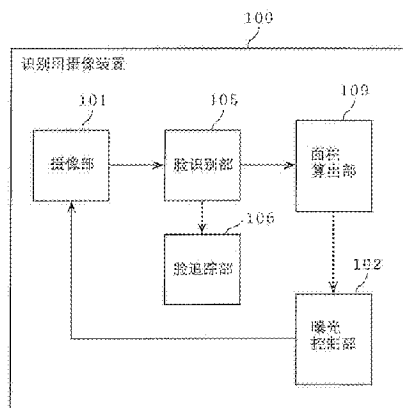 100
识别用摄像装置
101
105
109
摄像部
脸识别部
面积
算出部
106
脸追踪部
102
曝光
控制部